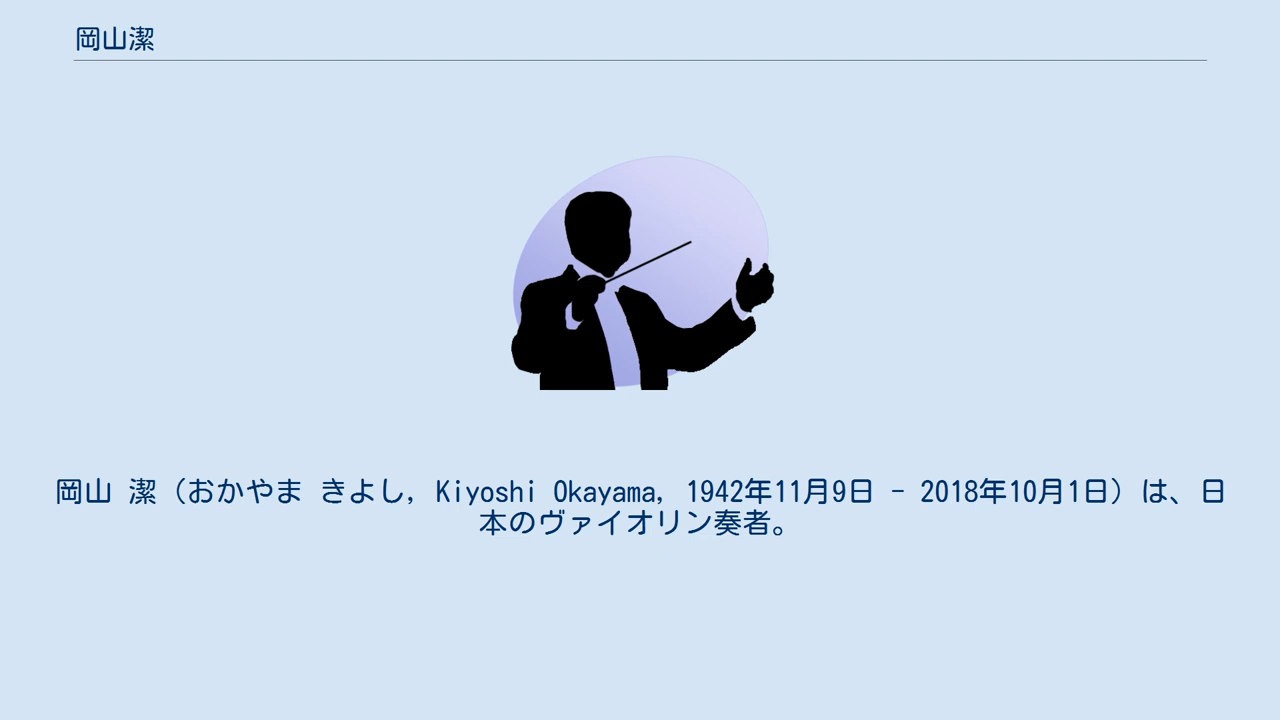 岡山潔
岡山 潔（おかやま きよし, Kiyoshi Okayama, 1942年11月9日 - 2018年10月1日）は、日
本のヴァイオリン奏者。